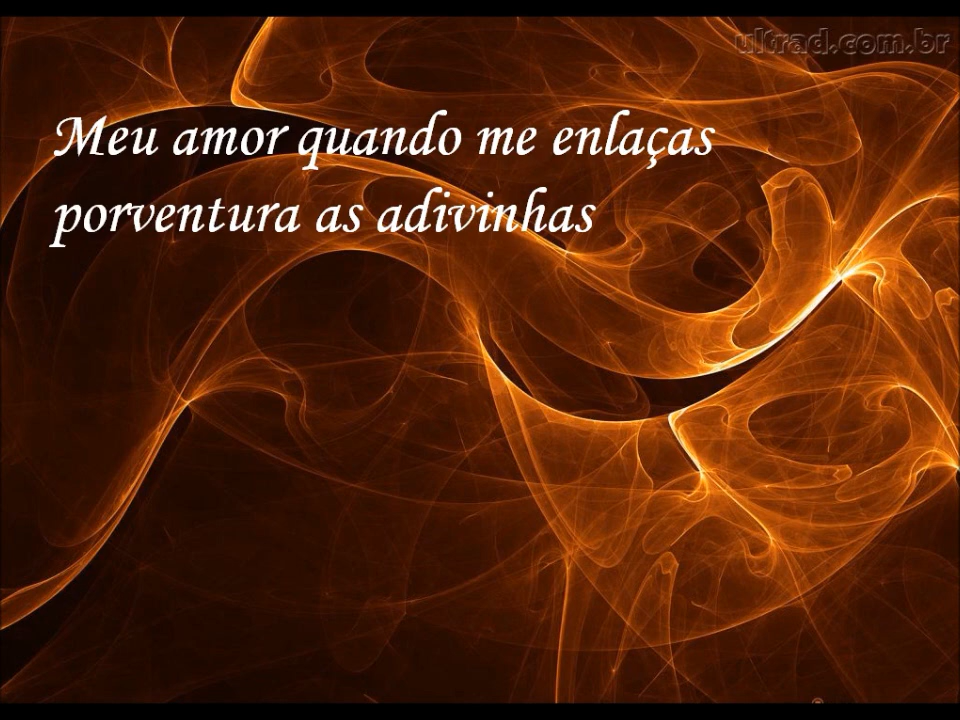 ultrad.com.br
Meu amor quando me enlaças
porventura as adivinhas